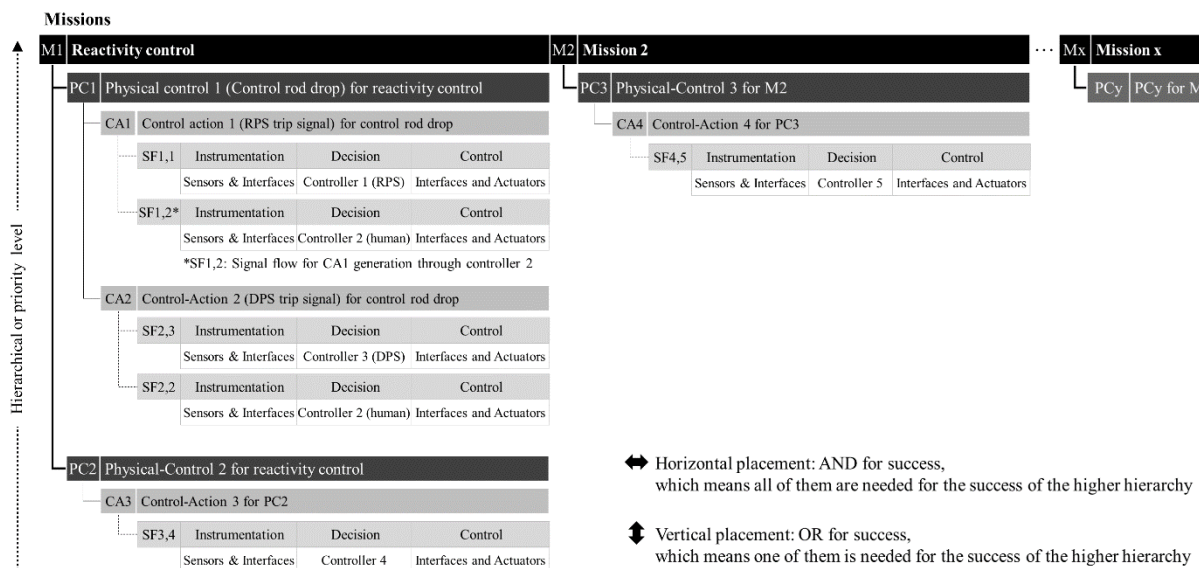 Missions
M1 Reactivity control M2 Mission 2 ... Mx Mission x
PC1 Physical control 1 (Control rod drop) for reactivity control PC3 Physical-Control 3 for M2 PCy PCy for M
CA1 Control action 1 (RPS trip signal) for control rod drop CA4 Control-Action 4 for PC3
SF1,1 Instrumentation Decision Control SF4,5 Instrumentation Decision Control
Sensors & Interfaces Controller 1 (RPS) Interfaces and Actuators Sensors & Interfaces Controller 5 Interfaces and Actuators
SF1,2* Instrumentation Decision Control
Sensors & Interfaces Controller 2 (human) Interfaces and Actuators
*SF1,2: Signal flow for CA1 generation through controller 2
CA2 Control-Action 2 (DPS trip signal) for control rod drop
SF2,3 Instrumentation Decision Control
Sensors & Interfaces Controller 3 (DPS) Interfaces and Actuators
SF2,2 Instrumentation Decision Control
Sensors & Interfaces Controller 2 (human) Interfaces and Actuators
PC2 Physical-Control 2 for reactivity control
CA3 Control-Action 3 for PC2
SF3,4 Instrumentation Decision Control
Sensors & Interfaces Controller 4 Interfaces and Actuators
Hierarchical or priority level
Horizontal placement: AND for success,
which means all of them are needed for the success of the higher hierarchy
Vertical placement: OR for success,
which means one of them is needed for the success of the higher hierarchy